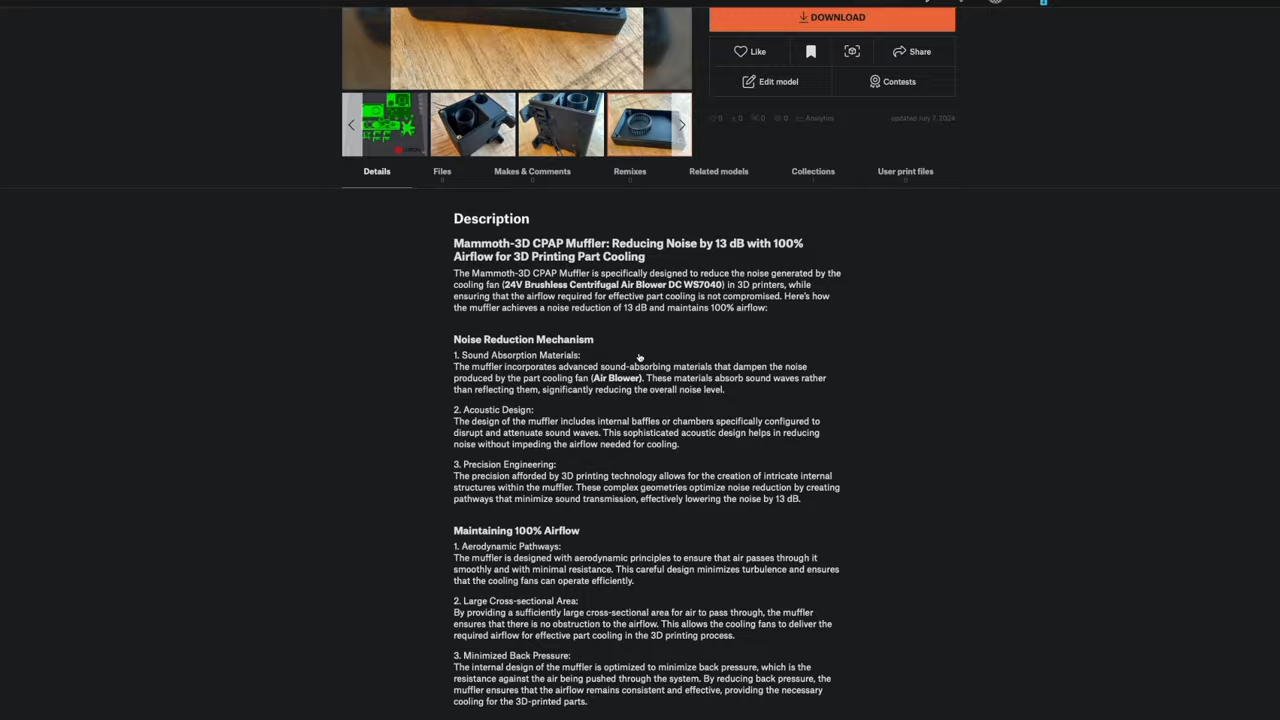 DOWNLOAD
Like
Share
Edit model
Contests
0 0 0 0 Analytics
updated July 7, 2024
Details Files Makes & Comments Remixes Related models Collections User print files
Description
Mammoth-3D CPAP Muffler: Reducing Noise by 13 dB with 100%
Airflow for 3D Printing Part Cooling
The Mammoth-3D CPAP Muffler is specifically designed to reduce the noise generated by the
cooling fan (24V Brushless Centrifugal Air Blower DC WS7040) in 3D printers, while
ensuring that the airflow required for effective part cooling is not compromised. Here's how
the muffler achieves a noise reduction of 13 dB and maintains 100% airflow:
Noise Reduction Mechanism
1. Sound Absorption Materials:
The muffler incorporates advanced sound-absorbing materials that dampen the noise
produced by the part cooling fan (Air Blower). These materials absorb sound waves rather
than reflecting them, significantly reducing the overall noise level.
2. Acoustic Design:
The design of the muffler includes internal baffles or chambers specifically configured to
disrupt and attenuate sound waves. This sophisticated acoustic design helps in reducing
noise without impeding the airflow needed for cooling.
3. Precision Engineering:
The precision afforded by 3D printing technology allows for the creation of intricate internal
structures within the muffler. These complex geometries optimize noise reduction by creating
pathways that minimize sound transmission, effectively lowering the noise by 13 dB.
Maintaining 100% Airflow
1. Aerodynamic Pathways:
The muffler is designed with aerodynamic principles to ensure that air passes through it
smoothly and with minimal resistance. This careful design minimizes turbulence and ensures
that the cooling fans can operate efficiently.
2. Large Cross-sectional Area:
By providing a sufficiently large cross-sectional area for air to pass through, the muffler
ensures that there is no obstruction to the airflow. This allows the cooling fans to deliver the
required airflow for effective part cooling in the 3D printing process.
3. Minimized Back Pressure:
The internal design of the muffler is optimized to minimize back pressure, which is the
resistance against the air being pushed through the system. By reducing back pressure, the
muffler ensures that the airflow remains consistent and effective, providing the necessary
cooling for the 3D-printed parts.